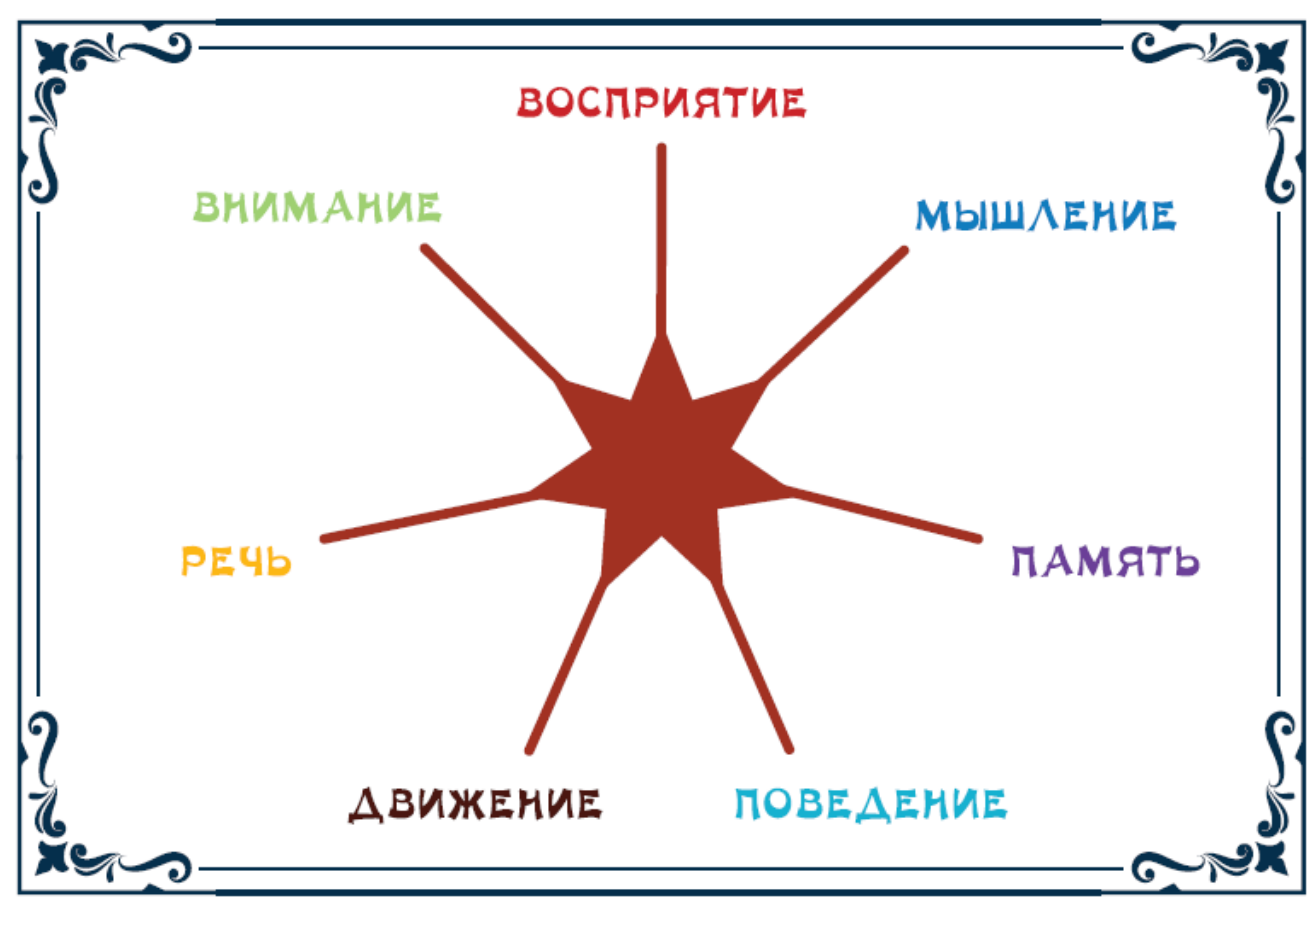 ВОСПРИЯТИЕ
ВНИМАНИЕ
МЫШЛЕНИЕ
РЕЧЬ
ПАМЯТЬ
ДВИЖЕНИЕ
ПОВЕДЕНИЕ